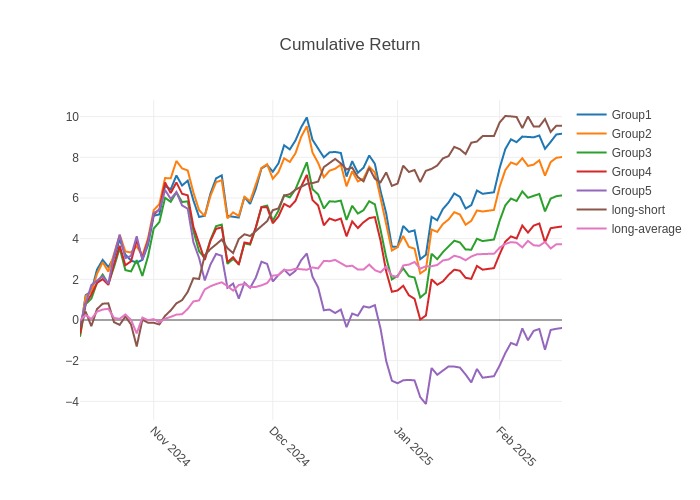 Cumulative Return
10
8
6
4
2
0
−2
−4
Nov 2024
Dec 2024
Jan 2025
Feb 2025
Group1
Group2
Group3
Group4
Group5
long-short
long-average